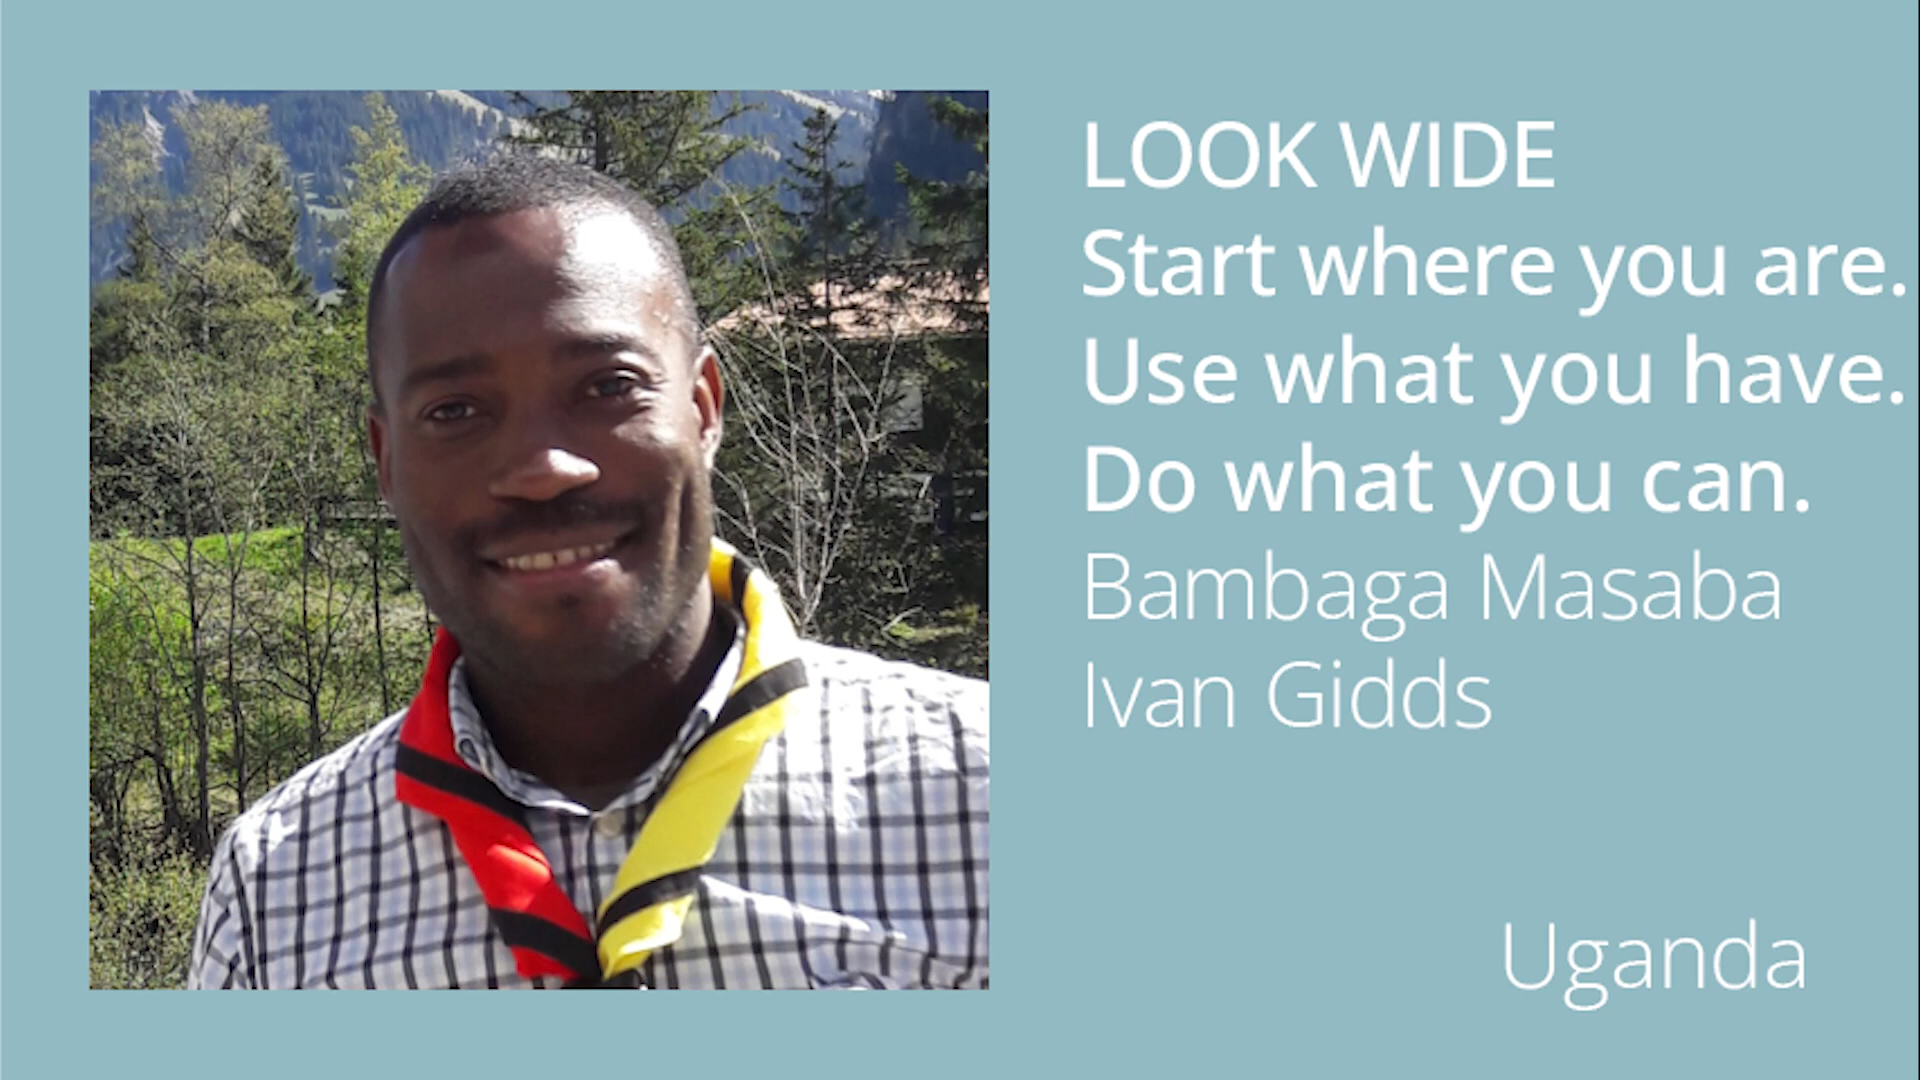 LOOK WIDE
Start where you are.
Use what you have.
Do what you can.
Bambaga Masaba
Ivan Gidds
Uganda